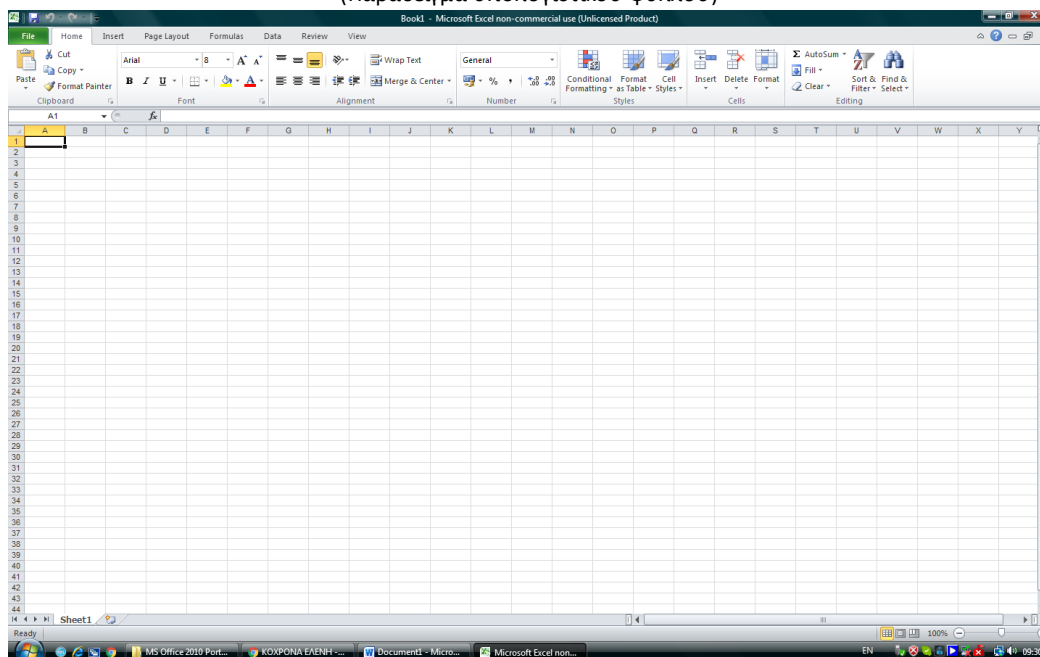 (Παράδειγμα υπολογιστικού φύλλου)
Book1 - Microsoft Excel non-commercial use (Unlicensed Product)
File Home Insert Page Layout Formulas Data Review View
Cut
Copy
Format Painter
Paste
Clipboard
Arial 8
B I U
Font
Wrap Text
Merge & Center
Alignment
General
% ,
Number
Conditional Formatting
Format as Table
Cell Styles
Styles
Insert Delete Format
Cells
Σ AutoSum
Fill
Clear
Sort & Filter
Find & Select
Editing
A1 fx
A B C D E F G H I J K L M N O P Q R S T U V W X Y
1
2
3
4
5
6
7
8
9
10
11
12
13
14
15
16
17
18
19
20
21
22
23
24
25
26
27
28
29
30
31
32
33
34
35
36
37
38
39
40
41
42
43
44
Sheet1
Ready 100%
MS Office 2010 Port... ΚΟΧΡΟΝΑ ΕΛΕΝΗ -... Document1 - Micro... Microsoft Excel non... EN 09:30